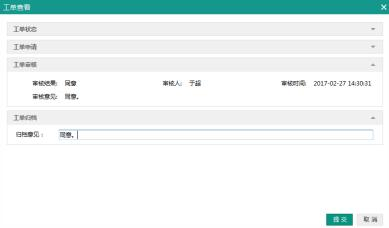 工单查看
工单状态
工单申请
工单审核
审核结果: 同意 审核人: 于超 审核时间: 2017-02-27 14:30:31
审核意见: 同意。
工单归档
归档意见: 同意。
提 交 取 消